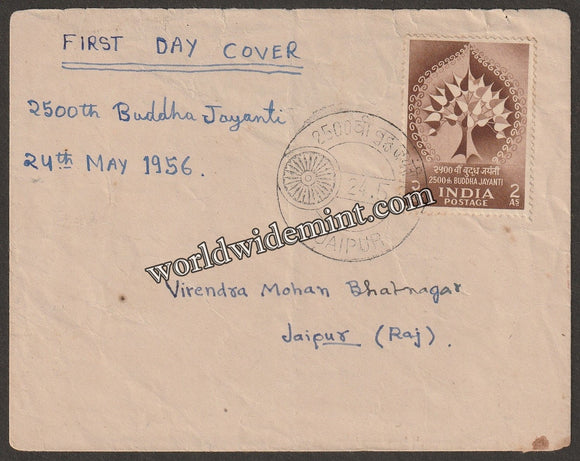 FIRST DAY COVER
2500th Buddha Jayanti
24th MAY 1956.
2500वीं
24.5
JAIPUR
२५०० वीं बुद्ध जयंती
2500th BUDDHA JAYANTI
INDIA
POSTAGE
2
AS
worldwidemint.com
Virendra Mohan Bhatnagar
Jaipur (Raj).